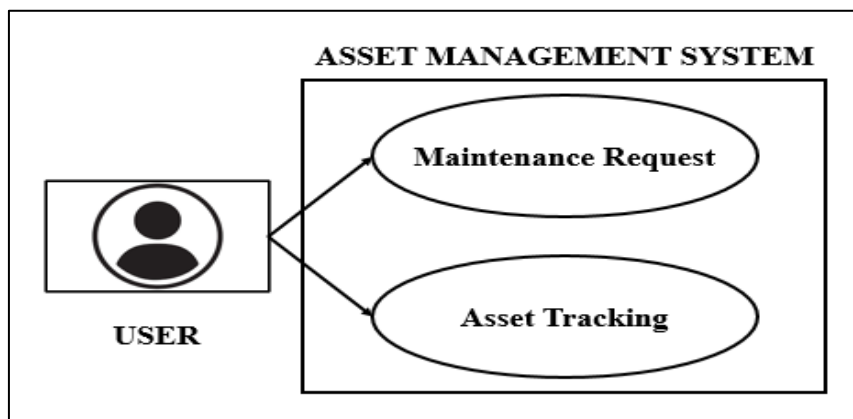 ASSET MANAGEMENT SYSTEM
Maintenance Request
Asset Tracking
USER